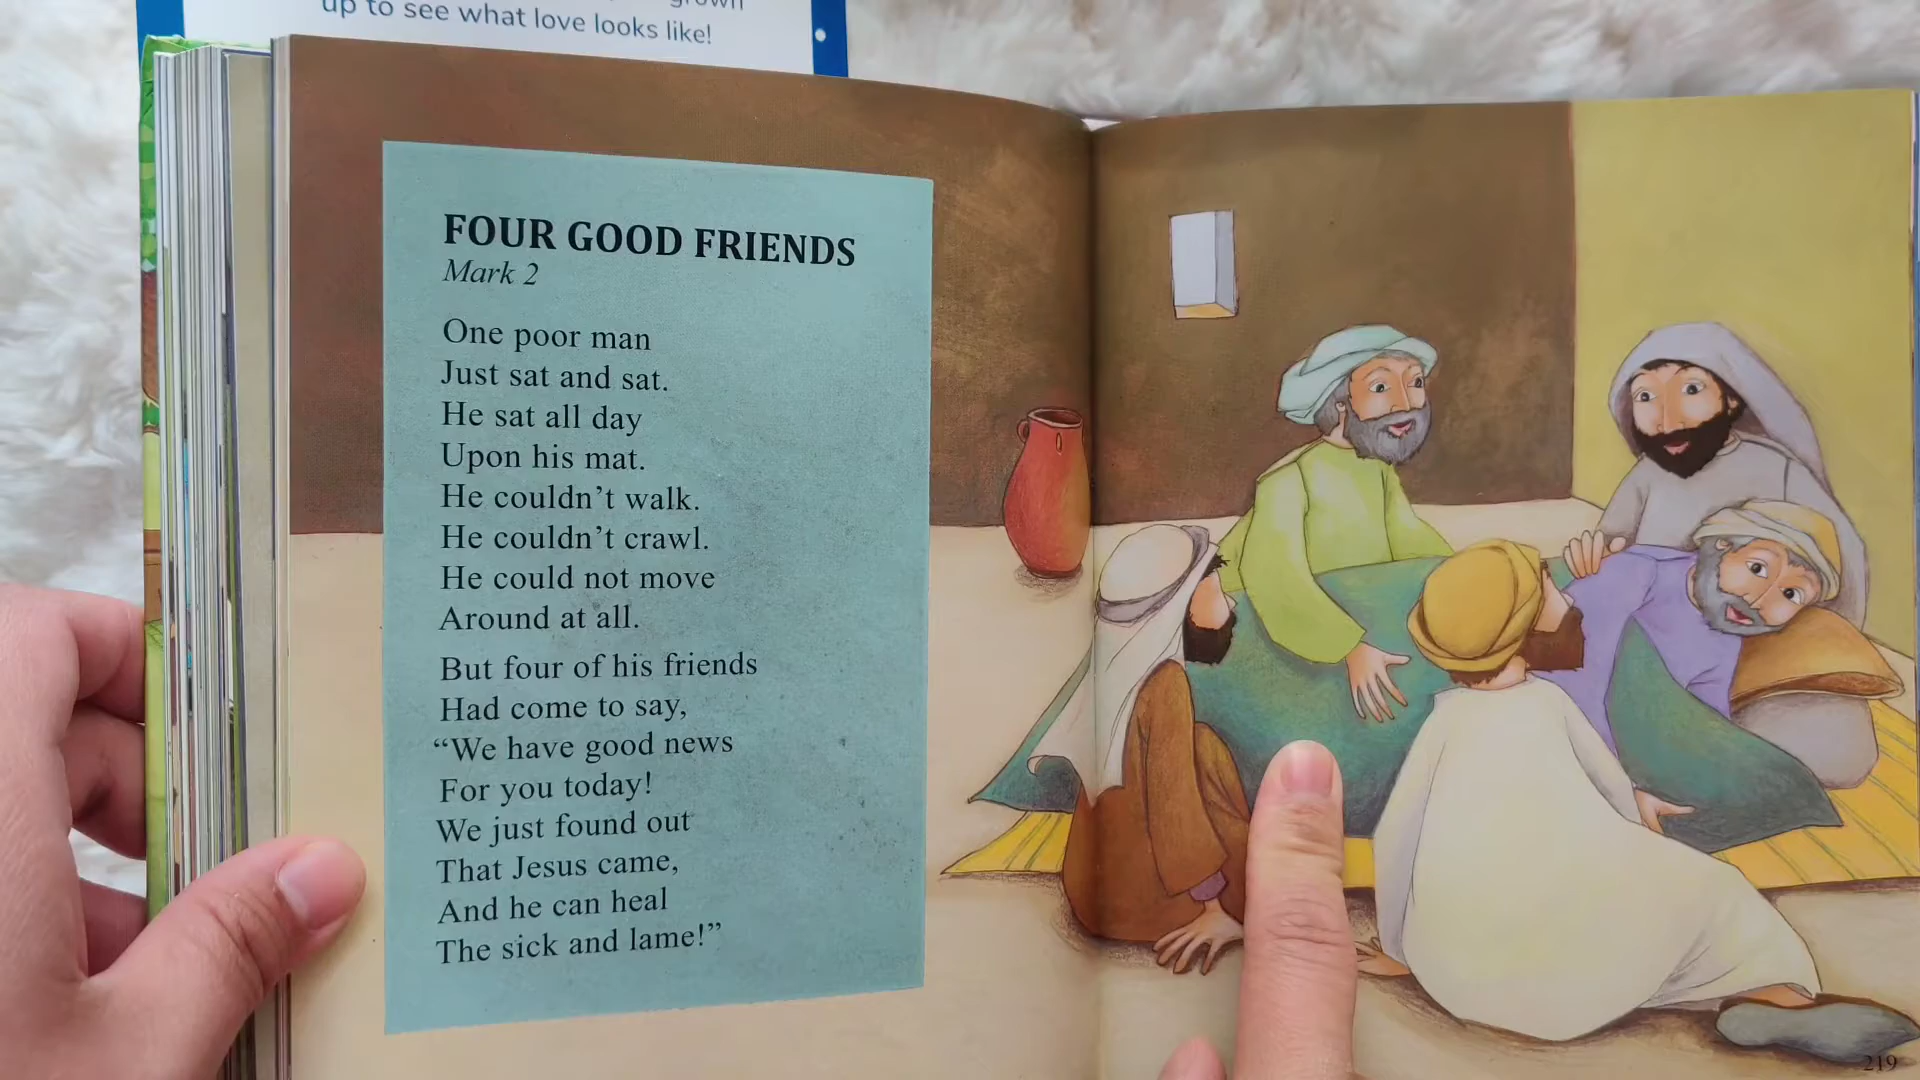 grown
up to see what love looks like!
FOUR GOOD FRIENDS
Mark 2
One poor man
Just sat and sat.
He sat all day
Upon his mat.
He couldn’t walk.
He couldn’t crawl.
He could not move
Around at all.
But four of his friends
Had come to say,
“We have good news
For you today!
We just found out
That Jesus came,
And he can heal
The sick and lame!”
219